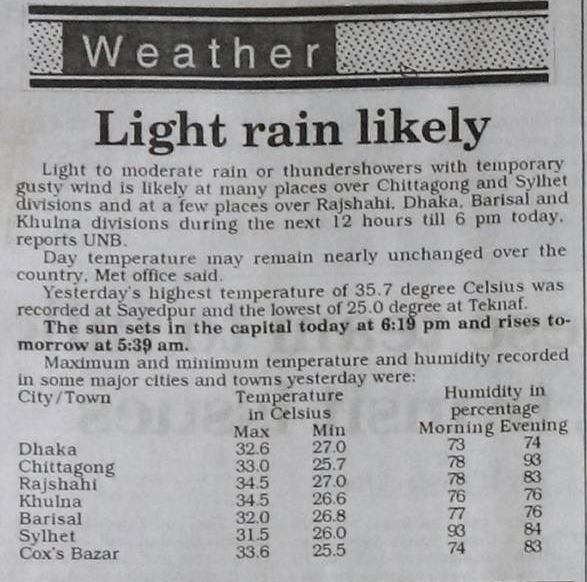 Weather
Light rain likely
Light to moderate rain or thundershowers with temporary
gusty wind is likely at many places over Chittagong and Sylhet
divisions and at a few places over Rajshahi, Dhaka, Barisal and
Khulna divisions during the next 12 hours till 6 pm today,
reports UNB.
Day temperature may remain nearly unchanged over the
country, Met office said.
Yesterday's highest temperature of 35.7 degree Celsius was
recorded at Sayedpur and the lowest of 25.0 degree at Teknaf.
The sun sets in the capital today at 6:19 pm and rises to-
morrow at 5:39 am.
Maximum and minimum temperature and humidity recorded
in some major cities and towns yesterday were:
City/Town Temperature Humidity in
in Celsius percentage
Max Min Morning Evening
Dhaka 32.6 27.0 73 74
Chittagong 33.0 25.7 78 93
Rajshahi 34.5 27.0 78 83
Khulna 34.5 26.6 76 76
Barisal 32.0 26.8 77 76
Sylhet 31.5 26.0 93 84
Cox's Bazar 33.6 25.5 74 83